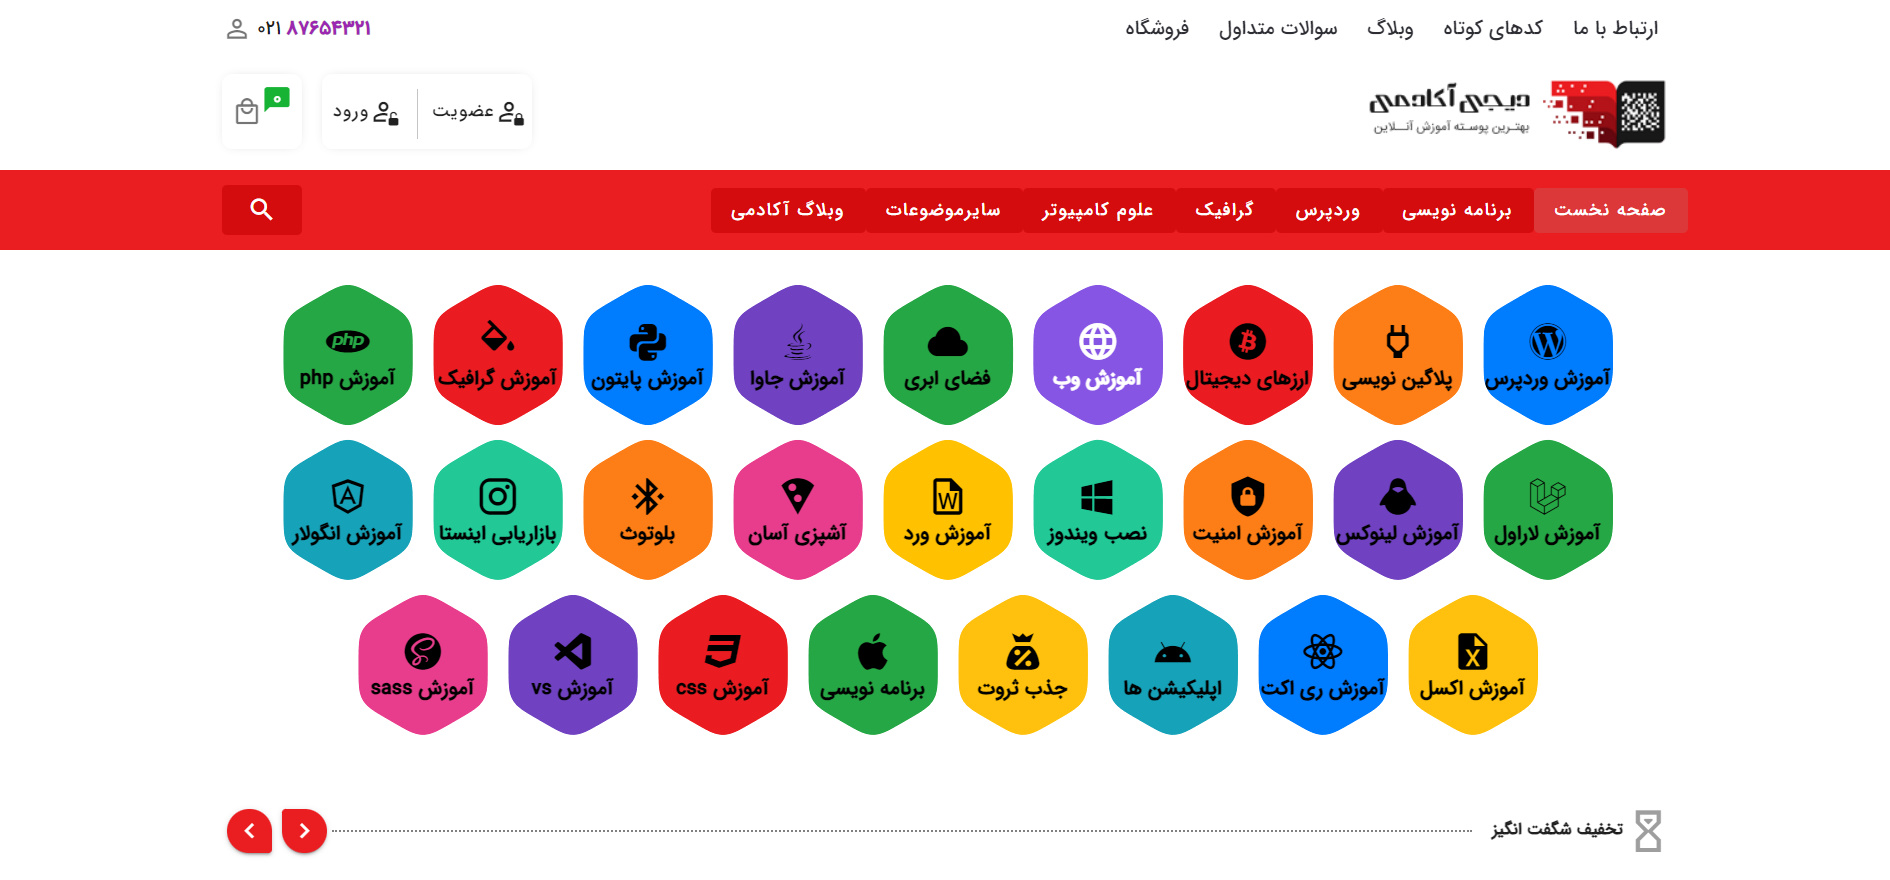 ارتباط با ما کدهای کوتاه وبلاگ سوالات متداول فروشگاه
۰۲۱ ۸۷۶۵۴۳۲۱
دیجی آکادمی
بهترین پوسته آموزش آنــلاین
عضویت ورود
۰
صفحه نخست برنامه نویسی وردپرس گرافیک علوم کامپیوتر سایرموضوعات وبلاگ آکادمی
آموزش وردپرس پلاگین نویسی ارزهای دیجیتال آموزش وب فضای ابری آموزش جاوا آموزش پایتون آموزش گرافیک php آموزش php
آموزش لاراول آموزش لینوکس آموزش امنیت نصب ویندوز آموزش ورد آشپزی آسان بلوتوث بازاریابی اینستا آموزش انگولار
آموزش اکسل آموزش ری اکت اپلیکیشن ها جذب ثروت برنامه نویسی آموزش css آموزش vs آموزش sass
تخفیف شگفت انگیز